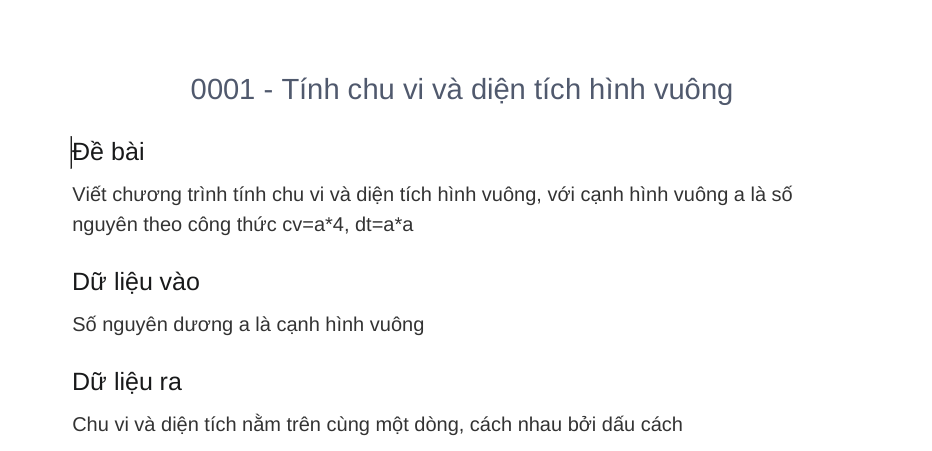 0001 - Tính chu vi và diện tích hình vuông
Đề bài
Viết chương trình tính chu vi và diện tích hình vuông, với cạnh hình vuông a là số
nguyên theo công thức cv=a*4, dt=a*a
Dữ liệu vào
Số nguyên dương a là cạnh hình vuông
Dữ liệu ra
Chu vi và diện tích nằm trên cùng một dòng, cách nhau bởi dấu cách